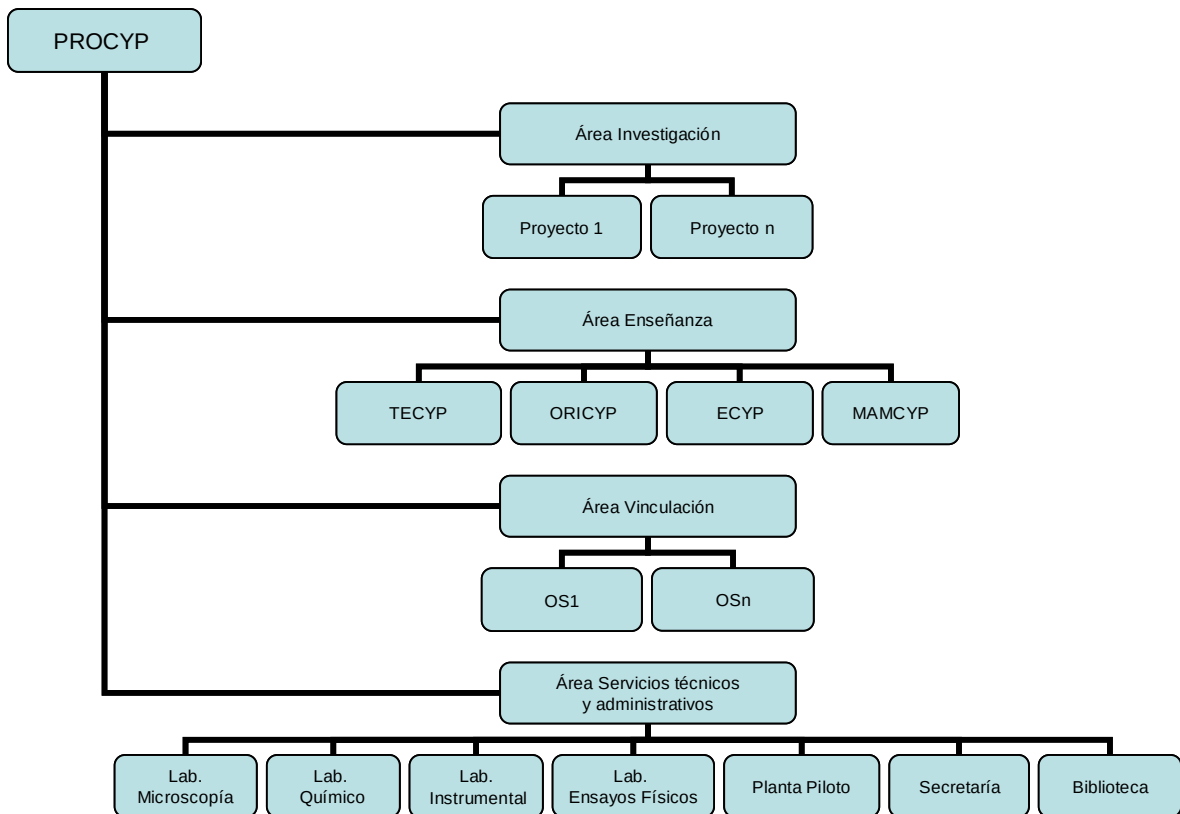 PROCYP
Área Investigación
Proyecto 1
Proyecto n
Área Enseñanza
TECYP
ORICYP
ECYP
MAMCYP
Área Vinculación
OS1
OSn
Área Servicios técnicos
y administrativos
Lab.
Microscopía
Lab.
Químico
Lab.
Instrumental
Lab.
Ensayos Físicos
Planta Piloto
Secretaría
Biblioteca